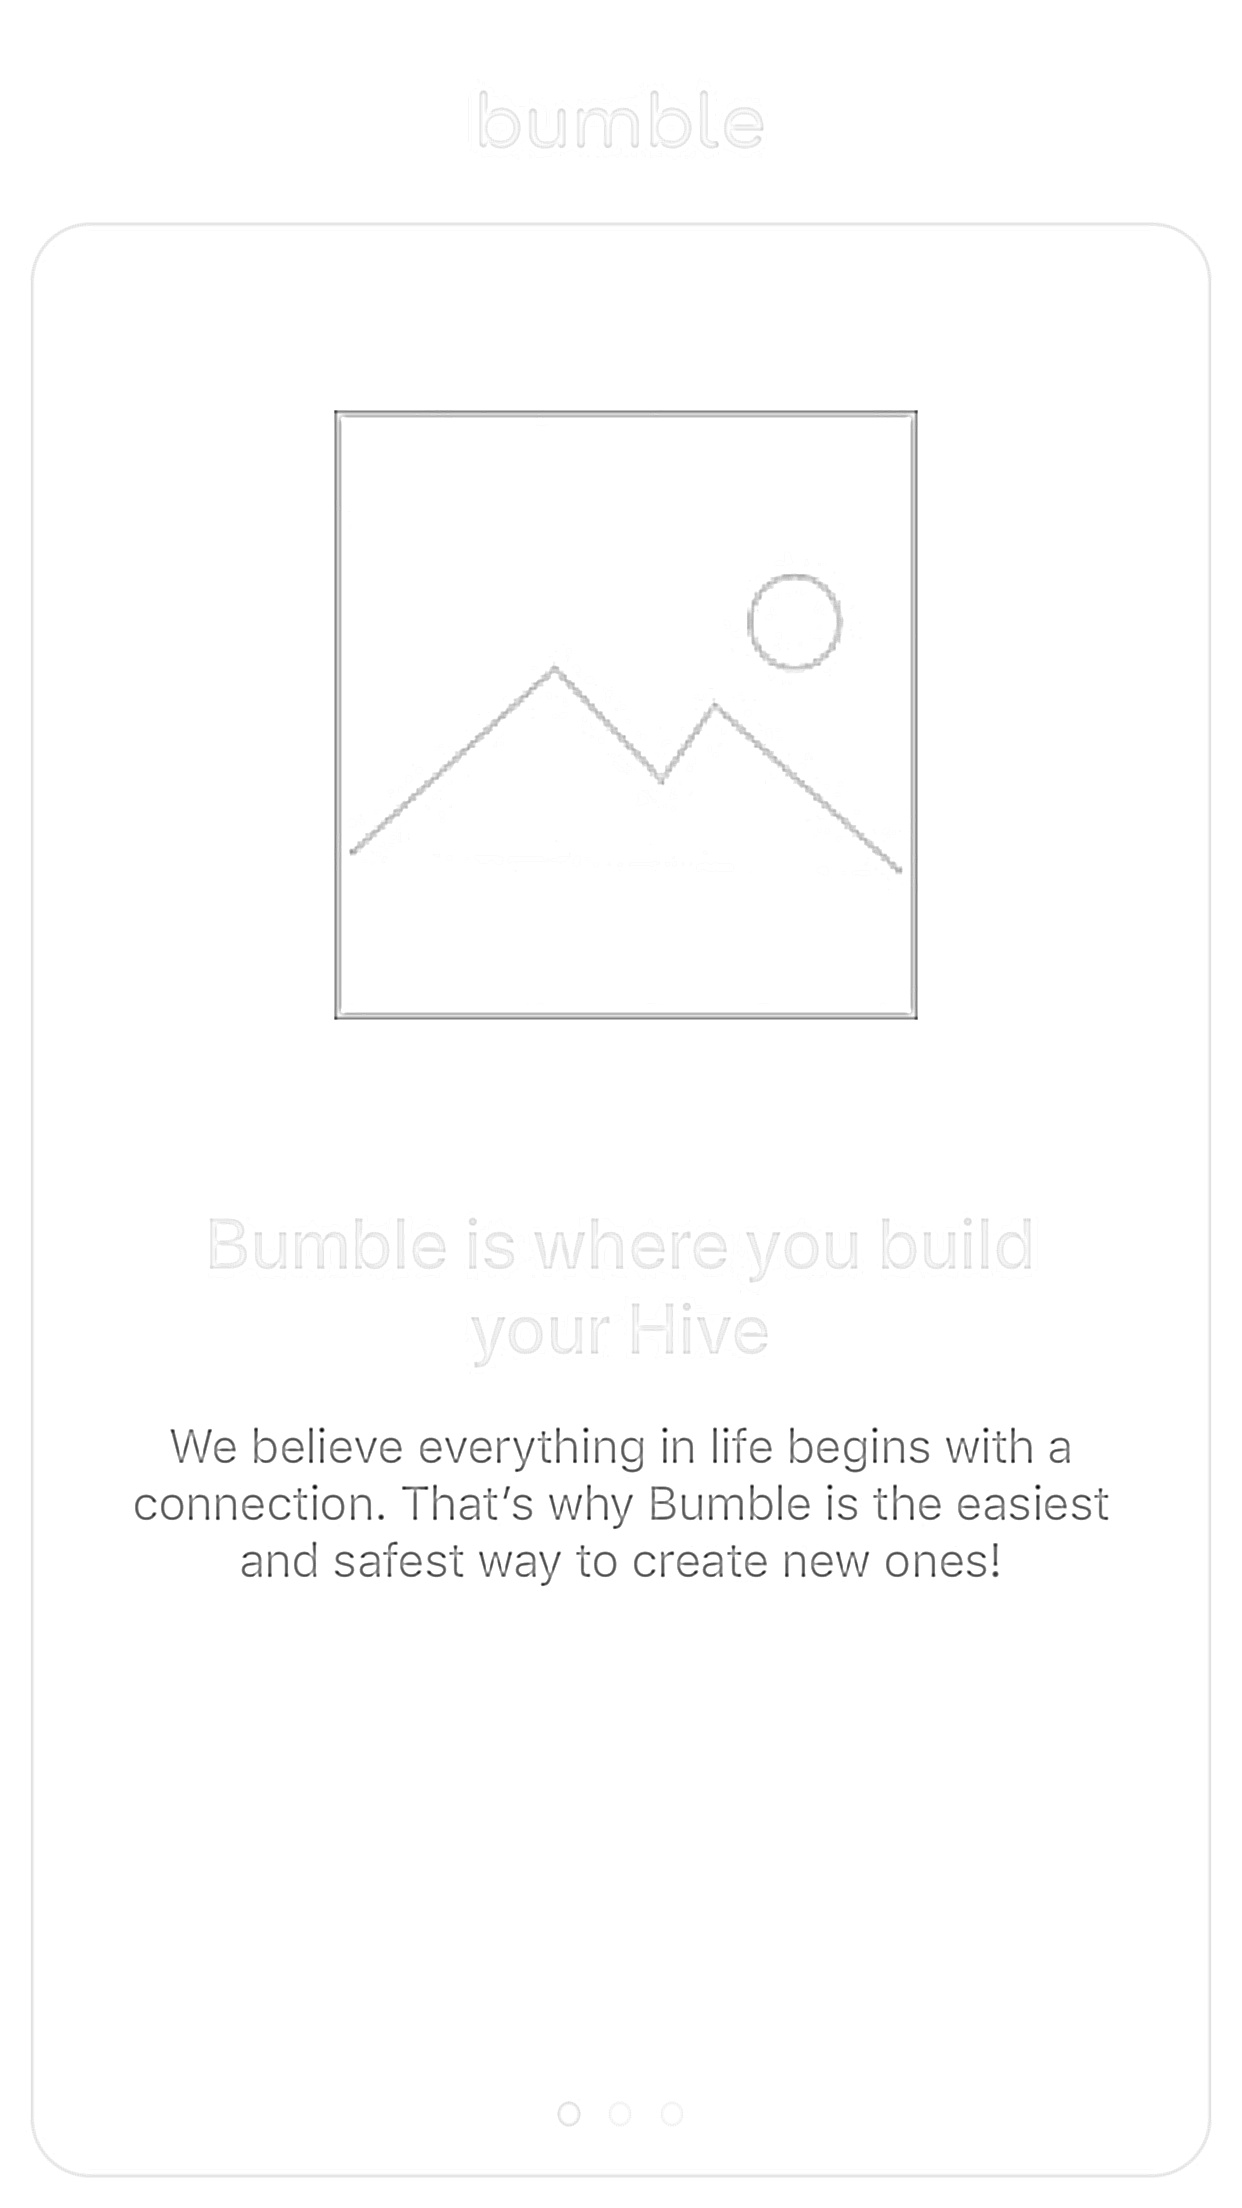 bumble
Bumble is where you build
your Hive
We believe everything in life begins with a
connection. That’s why Bumble is the easiest
and safest way to create new ones!